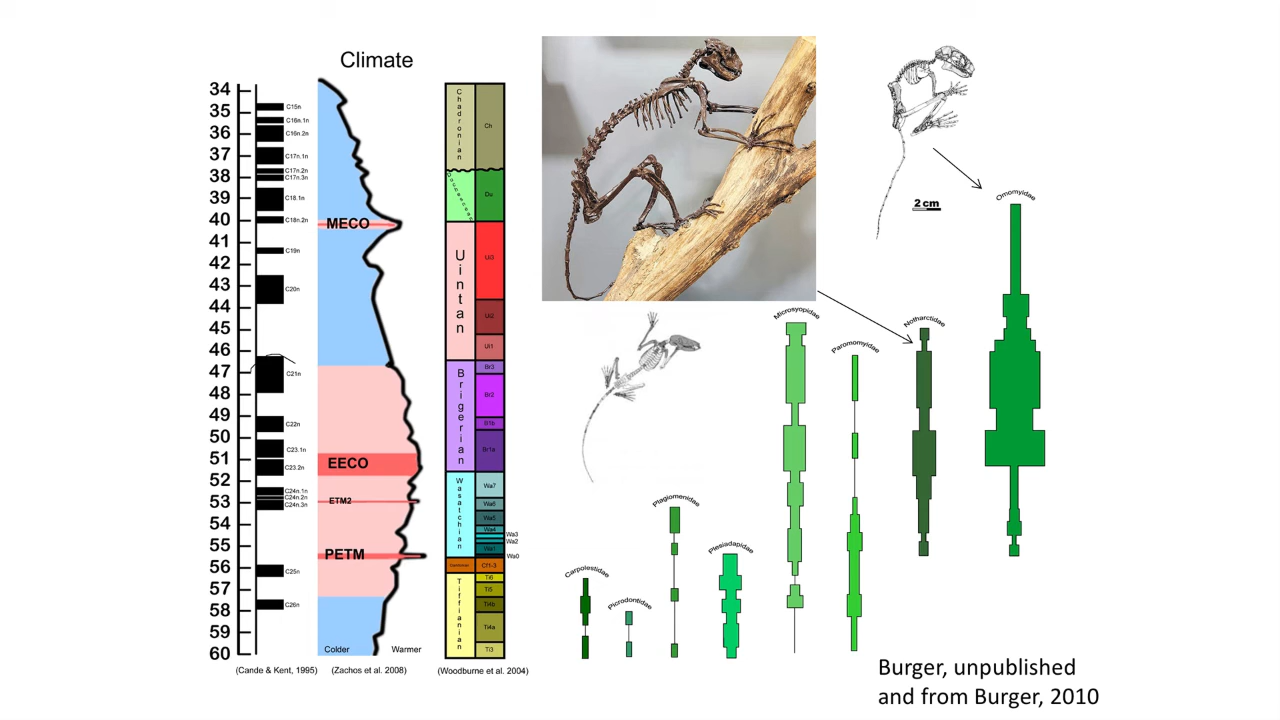 Climate
34
35
36
37
38
39
40
41
42
43
44
45
46
47
48
49
50
51
52
53
54
55
56
57
58
59
60
C15n
C16n.1n
C16n.2n
C17n.1n
C17n.2n
C17n.3n
C18.1n
C18n.2n
C19n
C20n
C21n
C22n
C23.1n
C23.2n
C24n.1n
C24n.2n
C24n.3n
C25n
C26n
(Cande & Kent, 1995)
MECO
EECO
ETM2
PETM
Colder
Warmer
(Zachos et al. 2008)
Chadronian
Uintan
Brigerian
Wasatchian
Tiffianian
Ch
Du
Ui3
Ui2
Ui1
Br3
Br2
B1b
Br1a
Wa7
Wa6
Wa5
Wa4
Wa3
Wa2
Wa1
Wa0
Cf1-3
Ti6
Ti5
Ti4b
Ti4a
Ti3
(Woodburne et al. 2004)
2 cm
Omomyidae
Notharctidae
Microsyopidae
Paromomyidae
Plagiomenidae
Plesiadapidae
Carpolestidae
Picrodontidae
Burger, unpublished
and from Burger, 2010